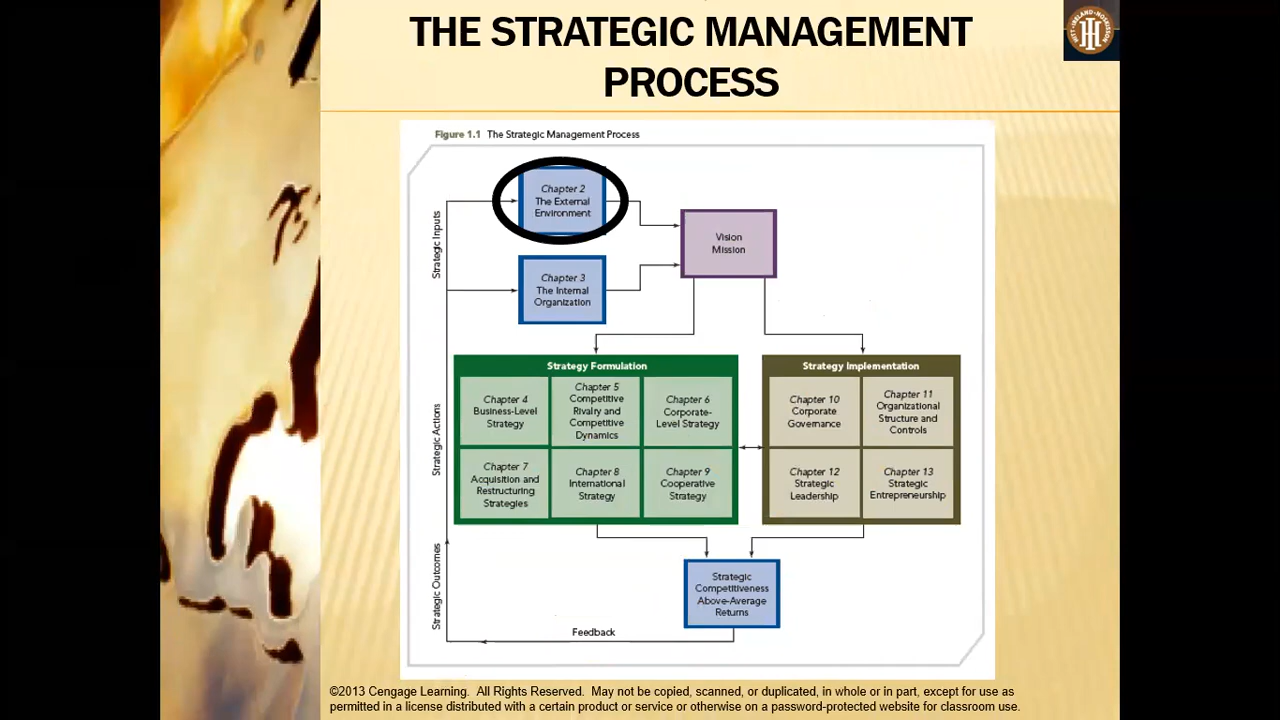 THE STRATEGIC MANAGEMENT
PROCESS
HITT·IRELAND·HOSKISSON
Figure 1.1 The Strategic Management Process
Strategic Inputs
Chapter 2
The External
Environment
Chapter 3
The Internal
Organization
Vision
Mission
Strategic Actions
Strategy Formulation
Chapter 4
Business-Level
Strategy
Chapter 5
Competitive
Rivalry and
Competitive
Dynamics
Chapter 6
Corporate-
Level Strategy
Chapter 7
Acquisition and
Restructuring
Strategies
Chapter 8
International
Strategy
Chapter 9
Cooperative
Strategy
Strategy Implementation
Chapter 10
Corporate
Governance
Chapter 11
Organizational
Structure and
Controls
Chapter 12
Strategic
Leadership
Chapter 13
Strategic
Entrepreneurship
Strategic Outcomes
Strategic
Competitiveness
Above-Average
Returns
Feedback
©2013 Cengage Learning. All Rights Reserved. May not be copied, scanned, or duplicated, in whole or in part, except for use as
permitted in a license distributed with a certain product or service or otherwise on a password-protected website for classroom use.